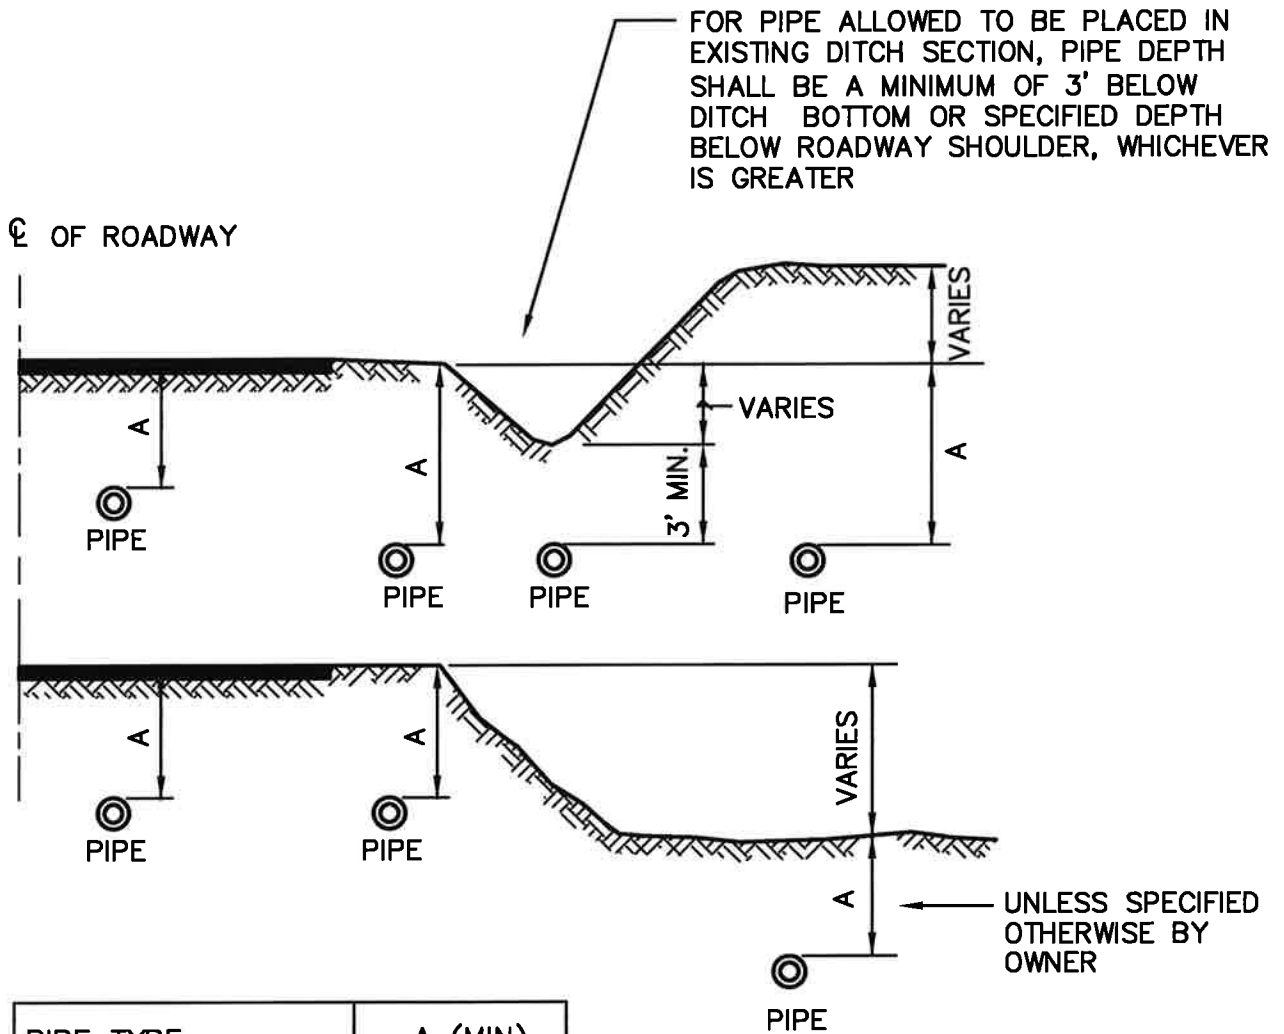 FOR PIPE ALLOWED TO BE PLACED IN
EXISTING DITCH SECTION, PIPE DEPTH
SHALL BE A MINIMUM OF 3' BELOW
DITCH BOTTOM OR SPECIFIED DEPTH
BELOW ROADWAY SHOULDER, WHICHEVER
IS GREATER
℄ OF ROADWAY
VARIES
VARIES
A
A
3' MIN.
A
PIPE
PIPE
PIPE
PIPE
A
A
VARIES
PIPE
PIPE
A
UNLESS SPECIFIED
OTHERWISE BY
OWNER
PIPE
PIPE TYPE
A (MIN)